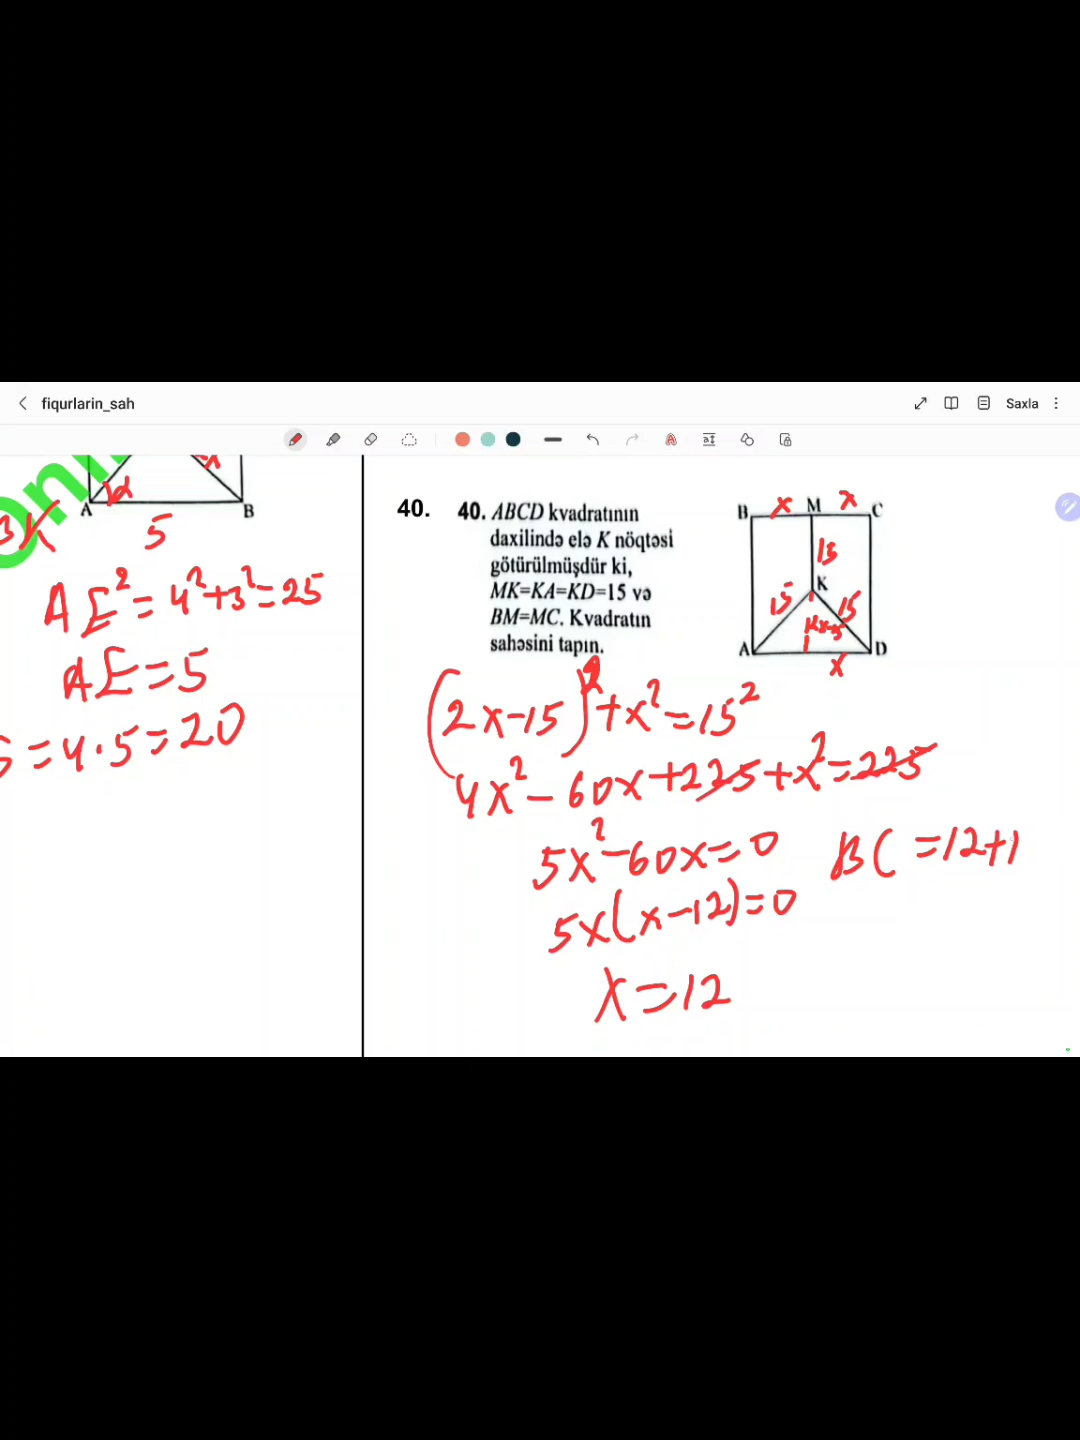 fiqurlarin_sah
Saxla
A
B
5
AE² = 4² + 3² = 25
AE = 5
S = 4 · 5 = 20
40. 40. ABCD kvadratının
daxilində elə K nöqtəsi
götürülmüşdür ki,
MK=KA=KD=15 və
BM=MC. Kvadratın
sahəsini tapın.
B x M x C
15
K
15 15
A x D
(2x-15)² + x² = 15²
4x² - 60x + 225 + x² = 225
5x² - 60x = 0
5x(x - 12) = 0
x = 12
BC = 12+1